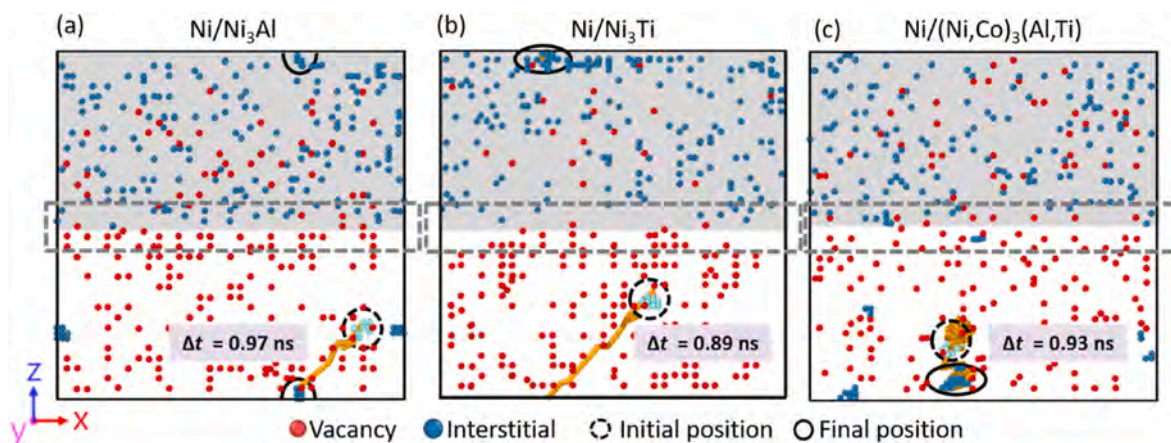 (a) Ni/Ni₃Al
(b) Ni/Ni₃Ti
(c) Ni/(Ni,Co)₃(Al,Ti)
Δt = 0.97 ns
Δt = 0.89 ns
Δt = 0.93 ns
Z
y
X
Vacancy Interstitial Initial position Final position